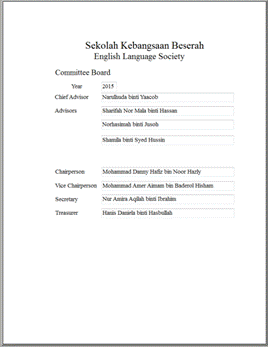 Sekolah Kebangsaan Beserah
English Language Society
Committee Board
Year 2015
Chief Advisor Narulhuda binti Yaacob
Advisors Sharifah Nor Mala binti Hassan
Norhasimah binti Jusoh
Shamila binti Syed Hussin
Chairperson Mohammad Danny Hafiz bin Noor Hazly
Vice Chairperson Mohammad Amer Aimam bin Baderol Hisham
Secretary Nur Amira Aqilah binti Ibrahim
Treasurer Hanis Daniela binti Hasbullah